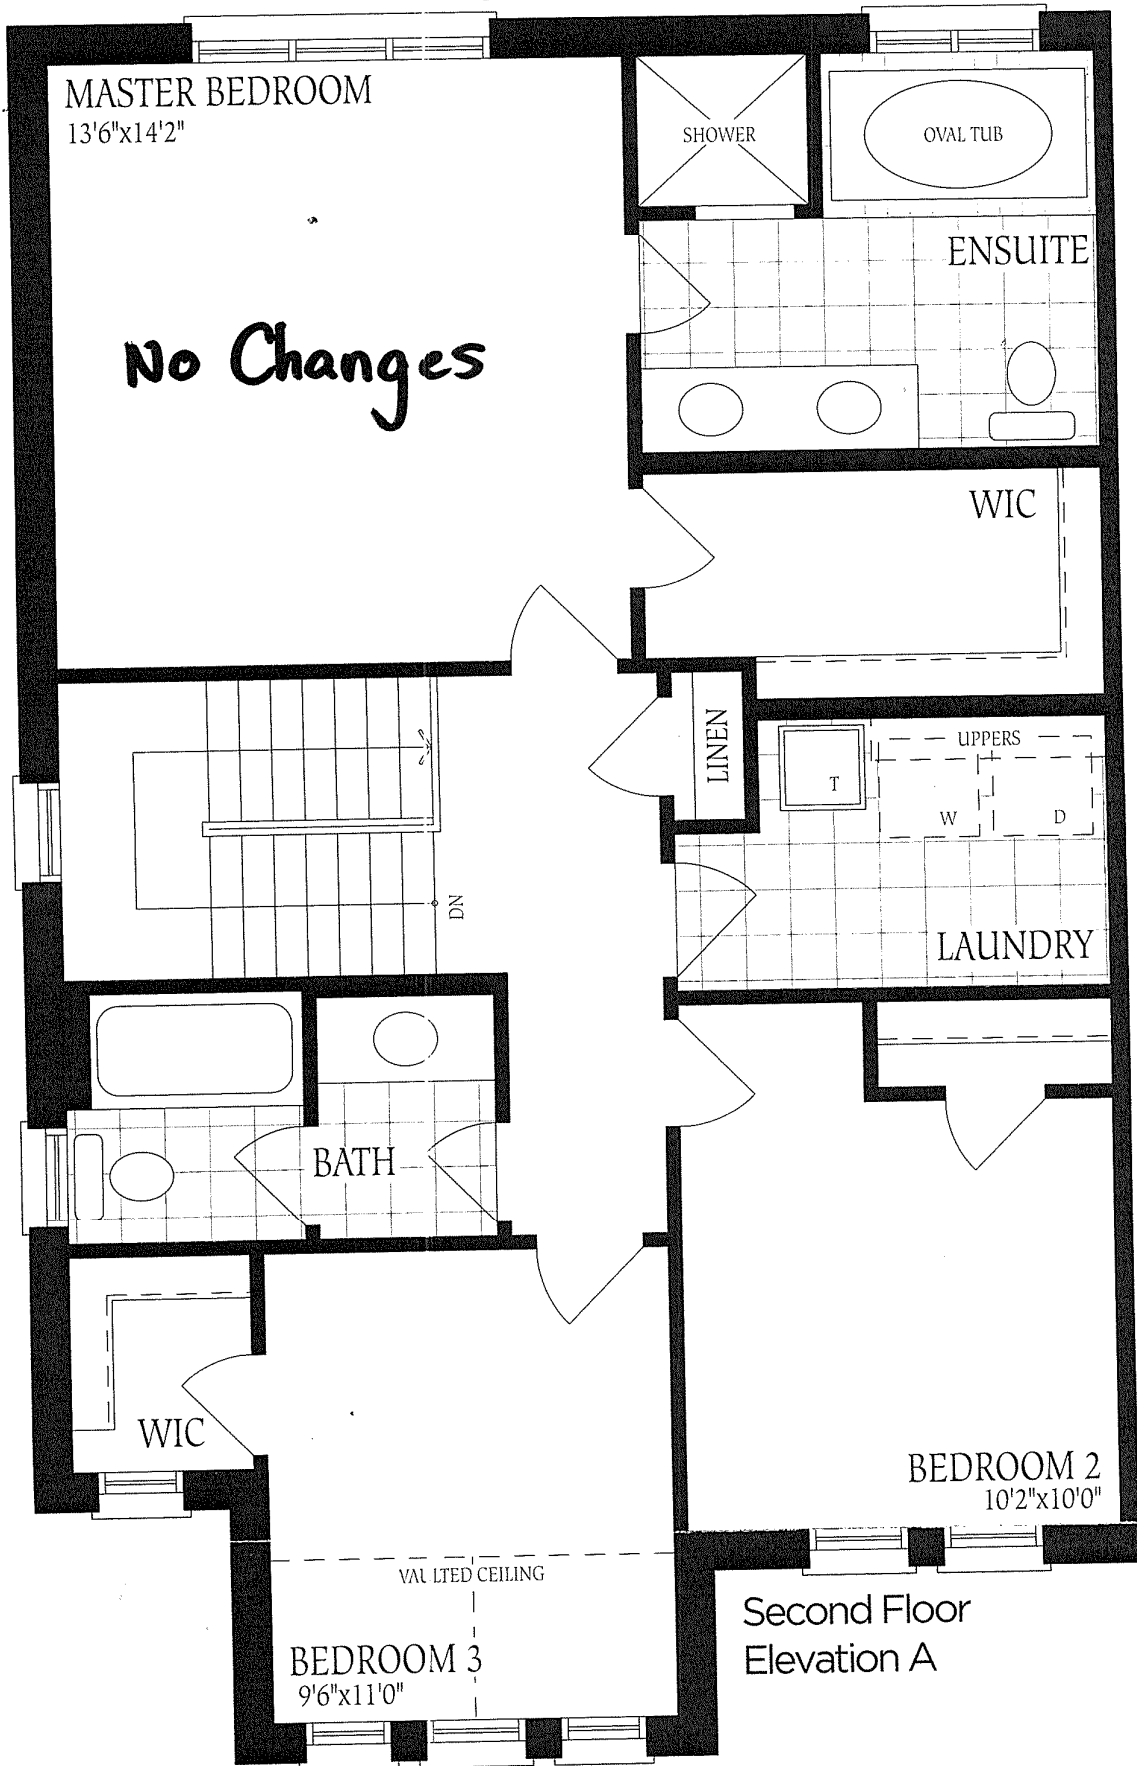 MASTER BEDROOM
13'6"x14'2"
SHOWER
OVAL TUB
ENSUITE
No Changes
WIC
LINEN
UPPERS
T
W
D
DN
LAUNDRY
BATH
WIC
BEDROOM 2
10'2"x10'0"
VAULTED CEILING
Second Floor
Elevation A
BEDROOM 3
9'6"x11'0"